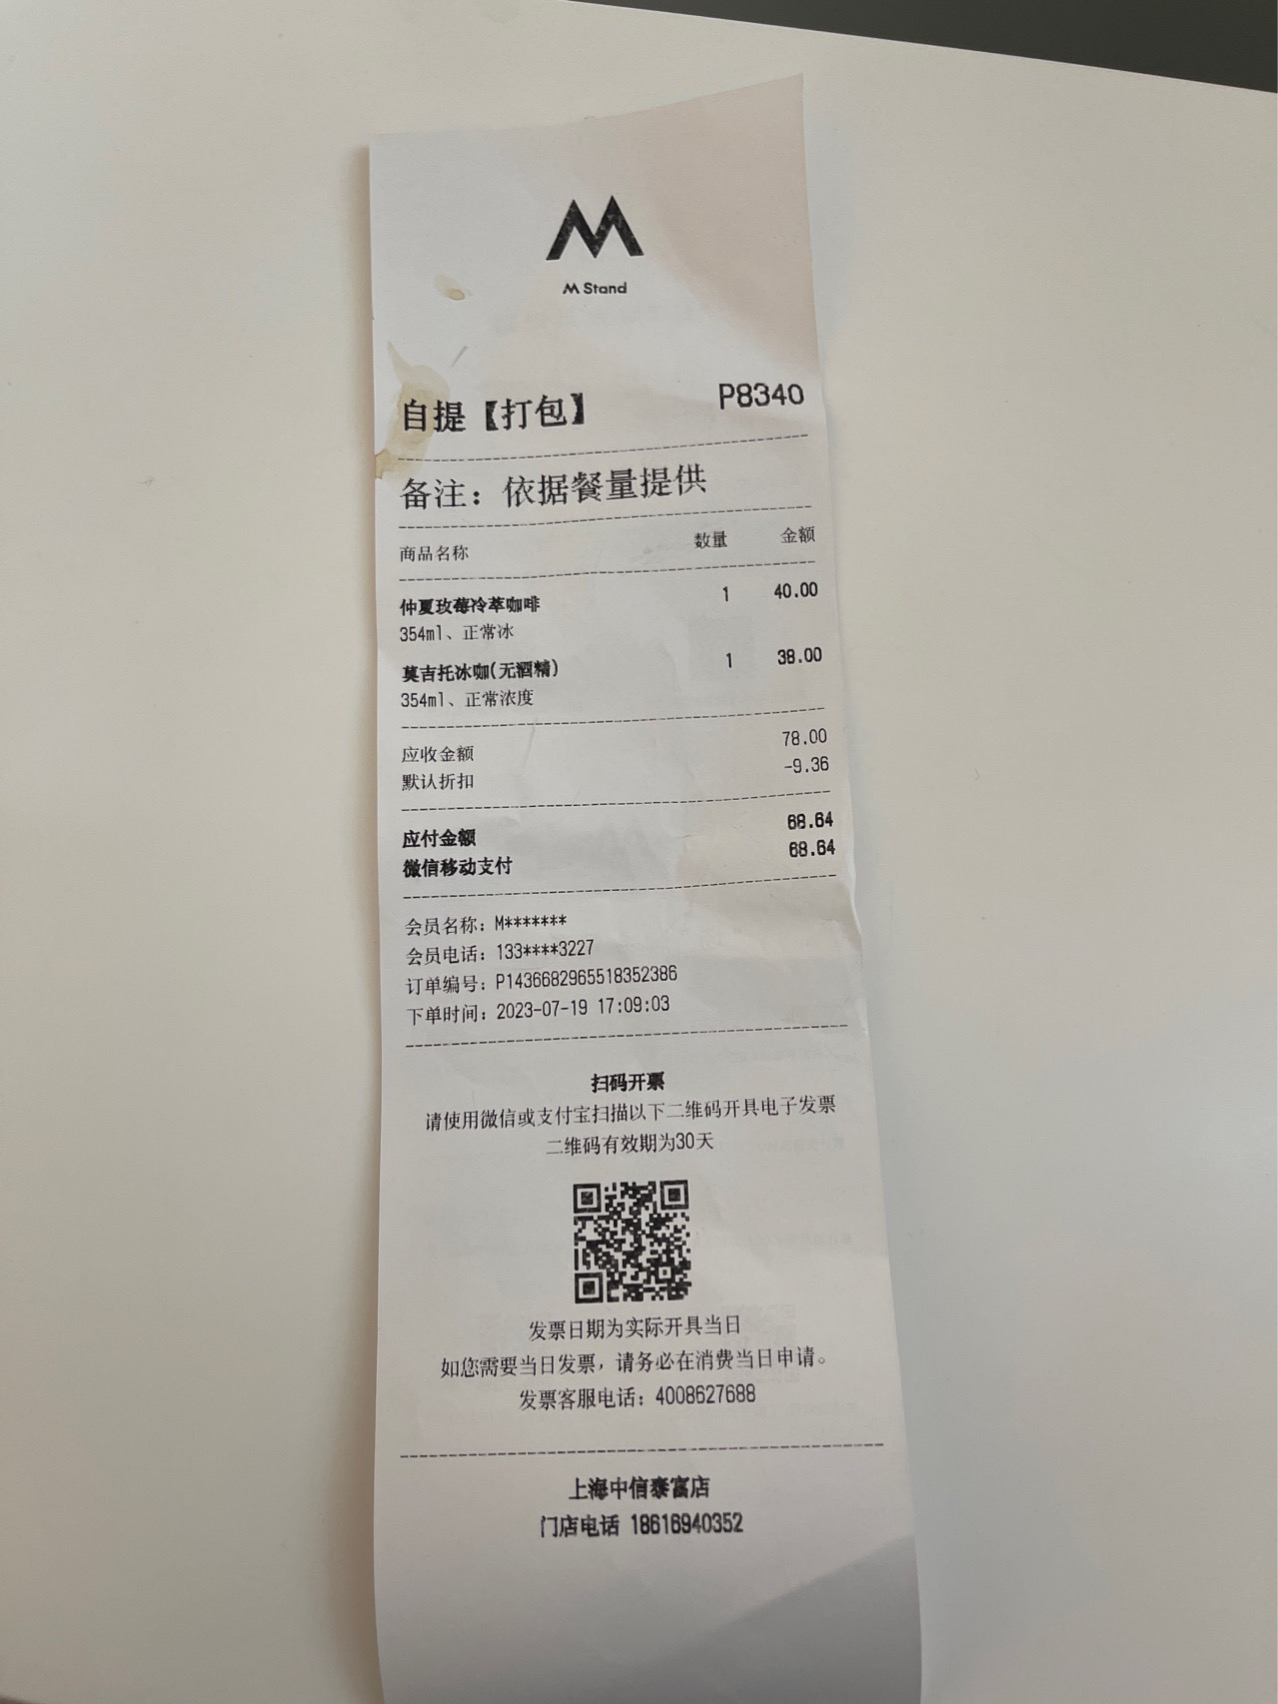 M
M Stand
自提【打包】 P8340
备注：依据餐量提供
商品名称 数量 金额
仲夏玫莓冷萃咖啡 1 40.00
354ml、正常冰
莫吉托冰咖(无酒精) 1 38.00
354ml、正常浓度
应收金额 78.00
默认折扣 -9.36
应付金额 68.64
微信移动支付 68.64
会员名称：M*******
会员电话：133****3227
订单编号：P1436682965518352386
下单时间：2023-07-19 17:09:03
扫码开票
请使用微信或支付宝扫描以下二维码开具电子发票
二维码有效期为30天
发票日期为实际开具当日
如您需要当日发票，请务必在消费当日申请。
发票客服电话：4008627688
上海中信泰富店
门店电话 18616940352